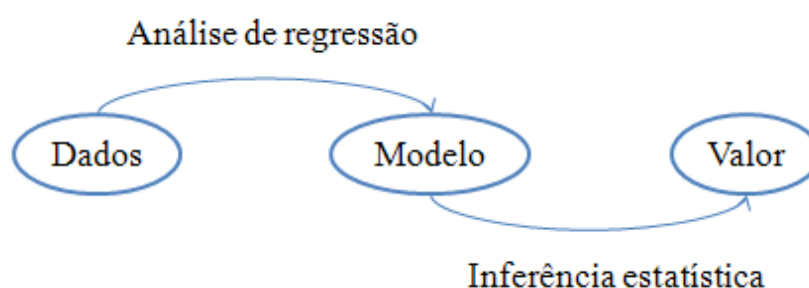 Análise de regressão
Dados
Modelo
Valor
Inferência estatística